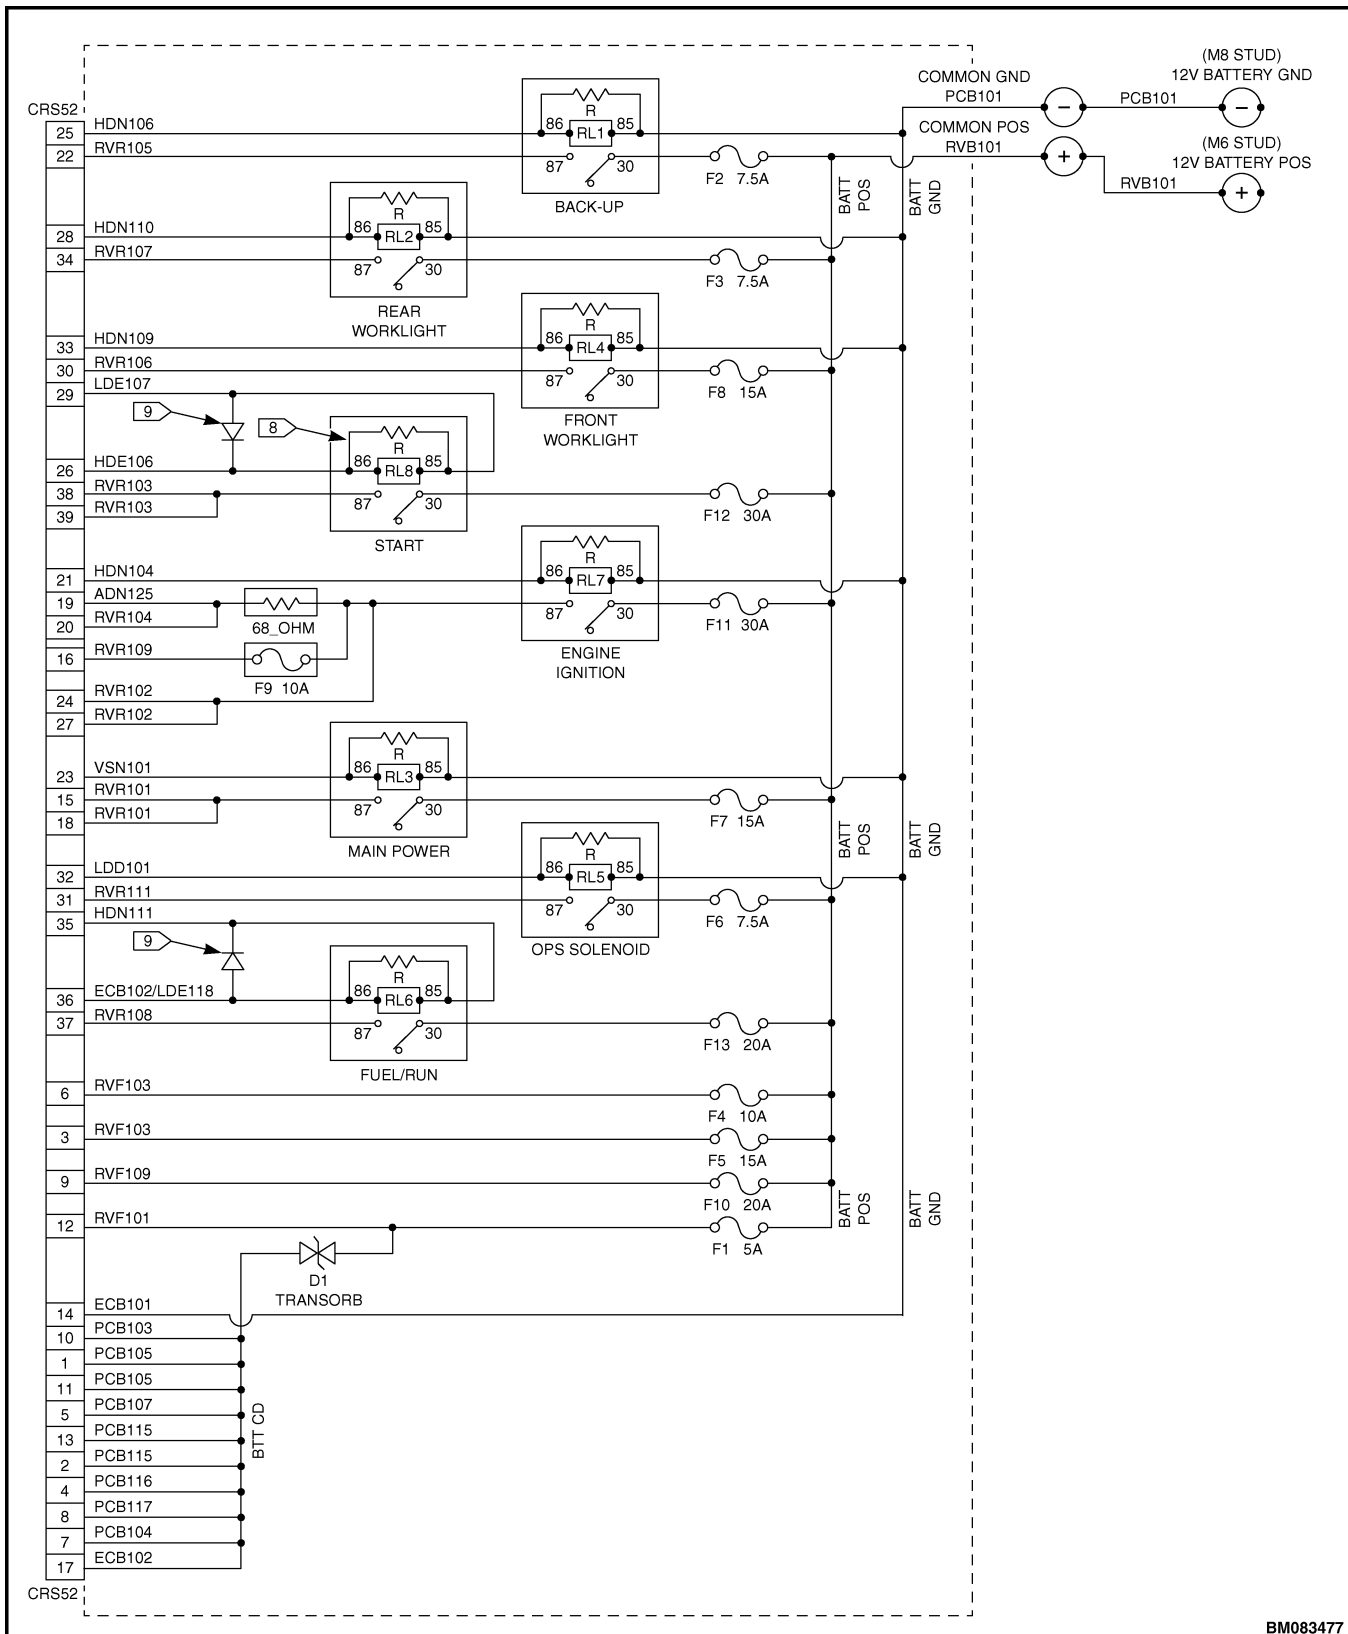 (M8 STUD)
12V BATTERY GND
COMMON GND
PCB101
PCB101
COMMON POS
RVB101
(M6 STUD)
12V BATTERY POS
RVB101
CRS52
25 HDN106 86 RL1 85 R
22 RVR105 87 30 F2 7.5A
BACK-UP
BATT POS
BATT GND
28 HDN110 86 RL2 85 R
34 RVR107 87 30 F3 7.5A
REAR
WORKLIGHT
33 HDN109 86 RL4 85 R
30 RVR106 87 30 F8 15A
29 LDE107
FRONT
WORKLIGHT
9
8
26 HDE106 86 RL8 85 R
38 RVR103 87 30 F12 30A
39 RVR103
START
21 HDN104 86 RL7 85 R
19 ADN125 87 30 F11 30A
20 RVR104 68_OHM
ENGINE
IGNITION
16 RVR109
F9 10A
24 RVR102
27 RVR102
23 VSN101 86 RL3 85 R
15 RVR101 87 30 F7 15A
18 RVR101
MAIN POWER
BATT POS
BATT GND
32 LDD101 86 RL5 85 R
31 RVR111 87 30 F6 7.5A
35 HDN111
OPS SOLENOID
9
36 ECB102/LDE118 86 RL6 85 R
37 RVR108 87 30 F13 20A
FUEL/RUN
6 RVF103 F4 10A
3 RVF103 F5 15A
9 RVF109 F10 20A
12 RVF101 F1 5A
BATT POS
BATT GND
D1
TRANSORB
14 ECB101
10 PCB103
1 PCB105
11 PCB105
5 PCB107
13 PCB115
2 PCB115
4 PCB116
8 PCB117
7 PCB104
17 ECB102
BTT CD
CRS52
BM083477